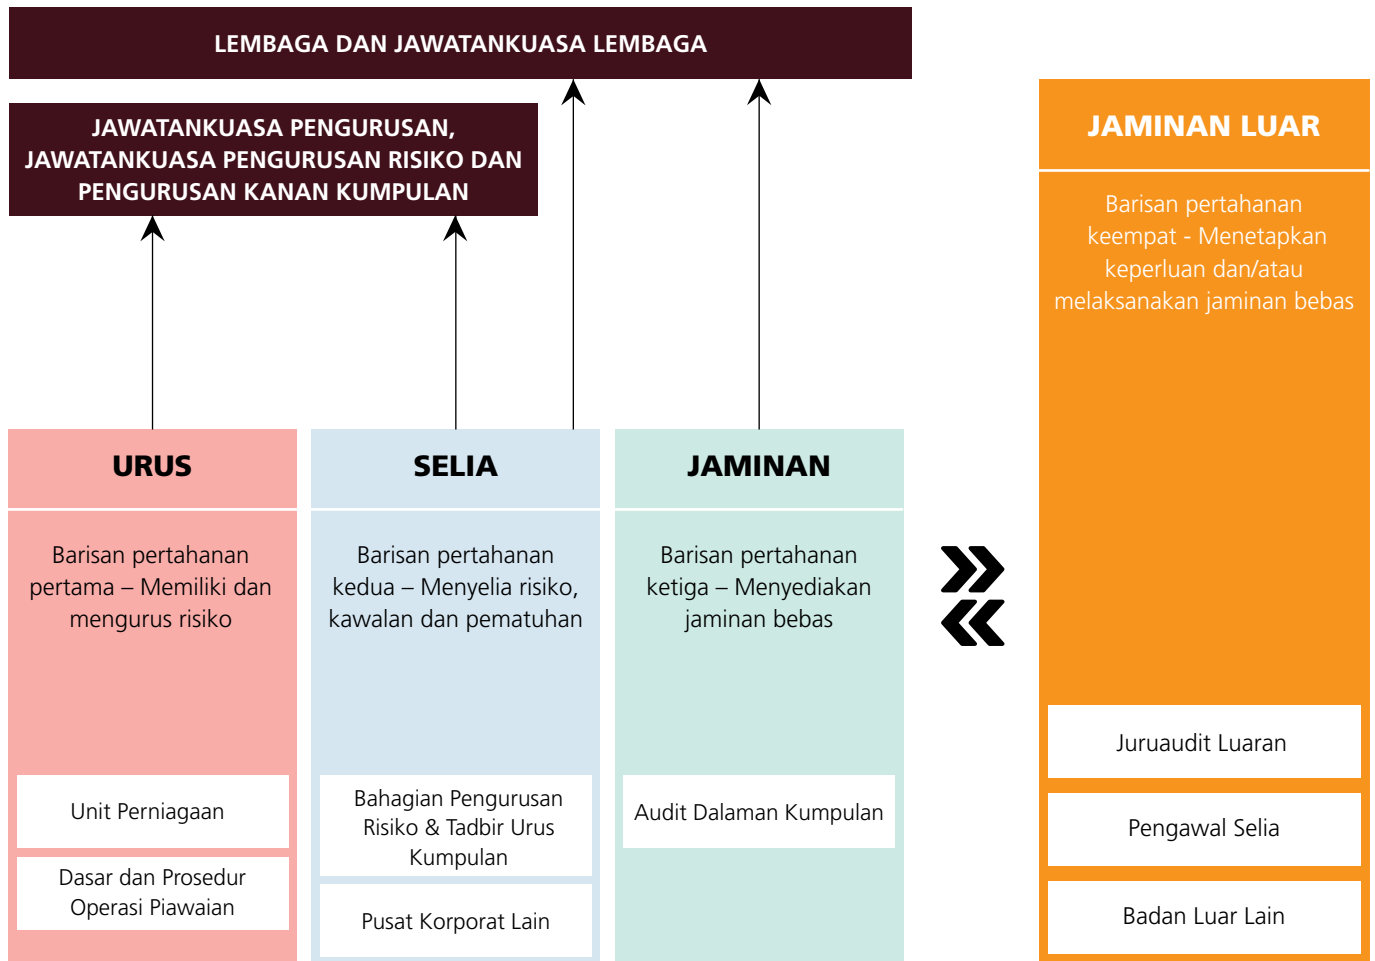 LEMBAGA DAN JAWATANKUASA LEMBAGA
JAWATANKUASA PENGURUSAN,
JAWATANKUASA PENGURUSAN RISIKO DAN
PENGURUSAN KANAN KUMPULAN
URUS
Barisan pertahanan
pertama – Memiliki dan
mengurus risiko
Unit Perniagaan
Dasar dan Prosedur
Operasi Piawaian
SELIA
Barisan pertahanan
kedua – Menyelia risiko,
kawalan dan pematuhan
Bahagian Pengurusan
Risiko & Tadbir Urus
Kumpulan
Pusat Korporat Lain
JAMINAN
Barisan pertahanan
ketiga – Menyediakan
jaminan bebas
Audit Dalaman Kumpulan
JAMINAN LUAR
Barisan pertahanan
keempat - Menetapkan
keperluan dan/atau
melaksanakan jaminan bebas
Juruaudit Luaran
Pengawal Selia
Badan Luar Lain